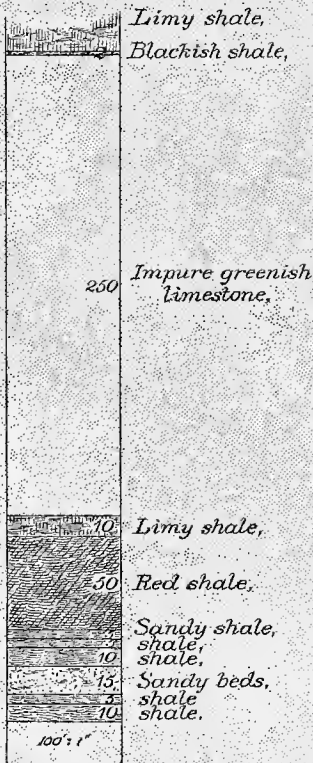 Limy shale,
Blackish shale,
250 Impure greenish
limestone,
10 Limy shale,
50 Red shale,
Sandy shale,
shale,
10 shale,
15 Sandy beds,
5 shale
10 shale.
100': 1"